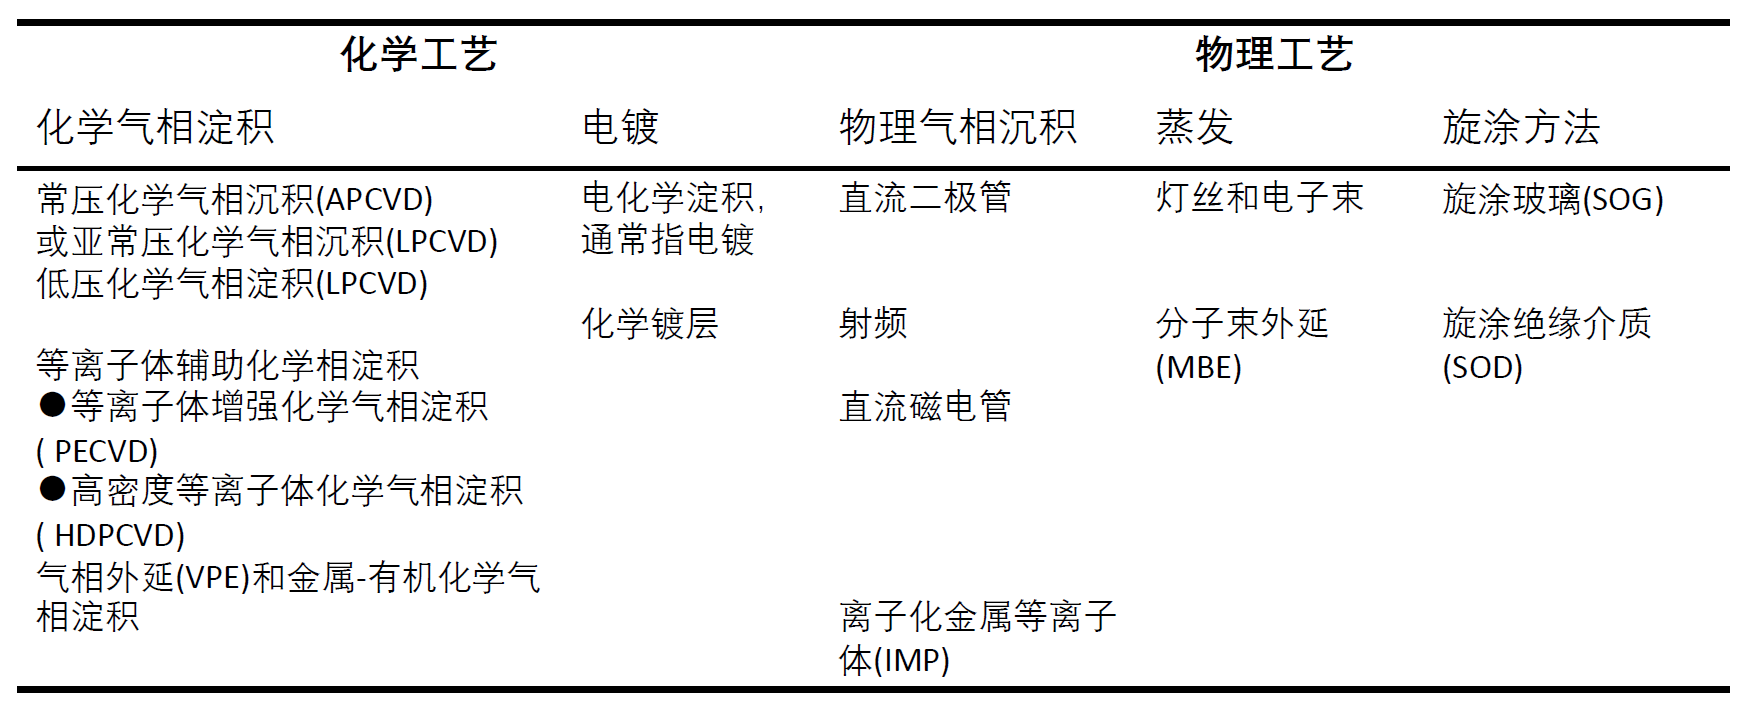 化学工艺
物理工艺
化学气相淀积
电镀
物理气相沉积
蒸发
旋涂方法
常压化学气相沉积(APCVD)
或亚常压化学气相沉积(LPCVD)
低压化学气相淀积(LPCVD)
等离子体辅助化学相淀积
●等离子体增强化学气相淀积
( PECVD)
●高密度等离子体化学气相淀积
( HDPCVD)
气相外延(VPE)和金属-有机化学气
相淀积
电化学淀积,
通常指电镀
化学镀层
直流二极管
射频
直流磁电管
离子化金属等离子
体(IMP)
灯丝和电子束
分子束外延
(MBE)
旋涂玻璃(SOG)
旋涂绝缘介质
(SOD)